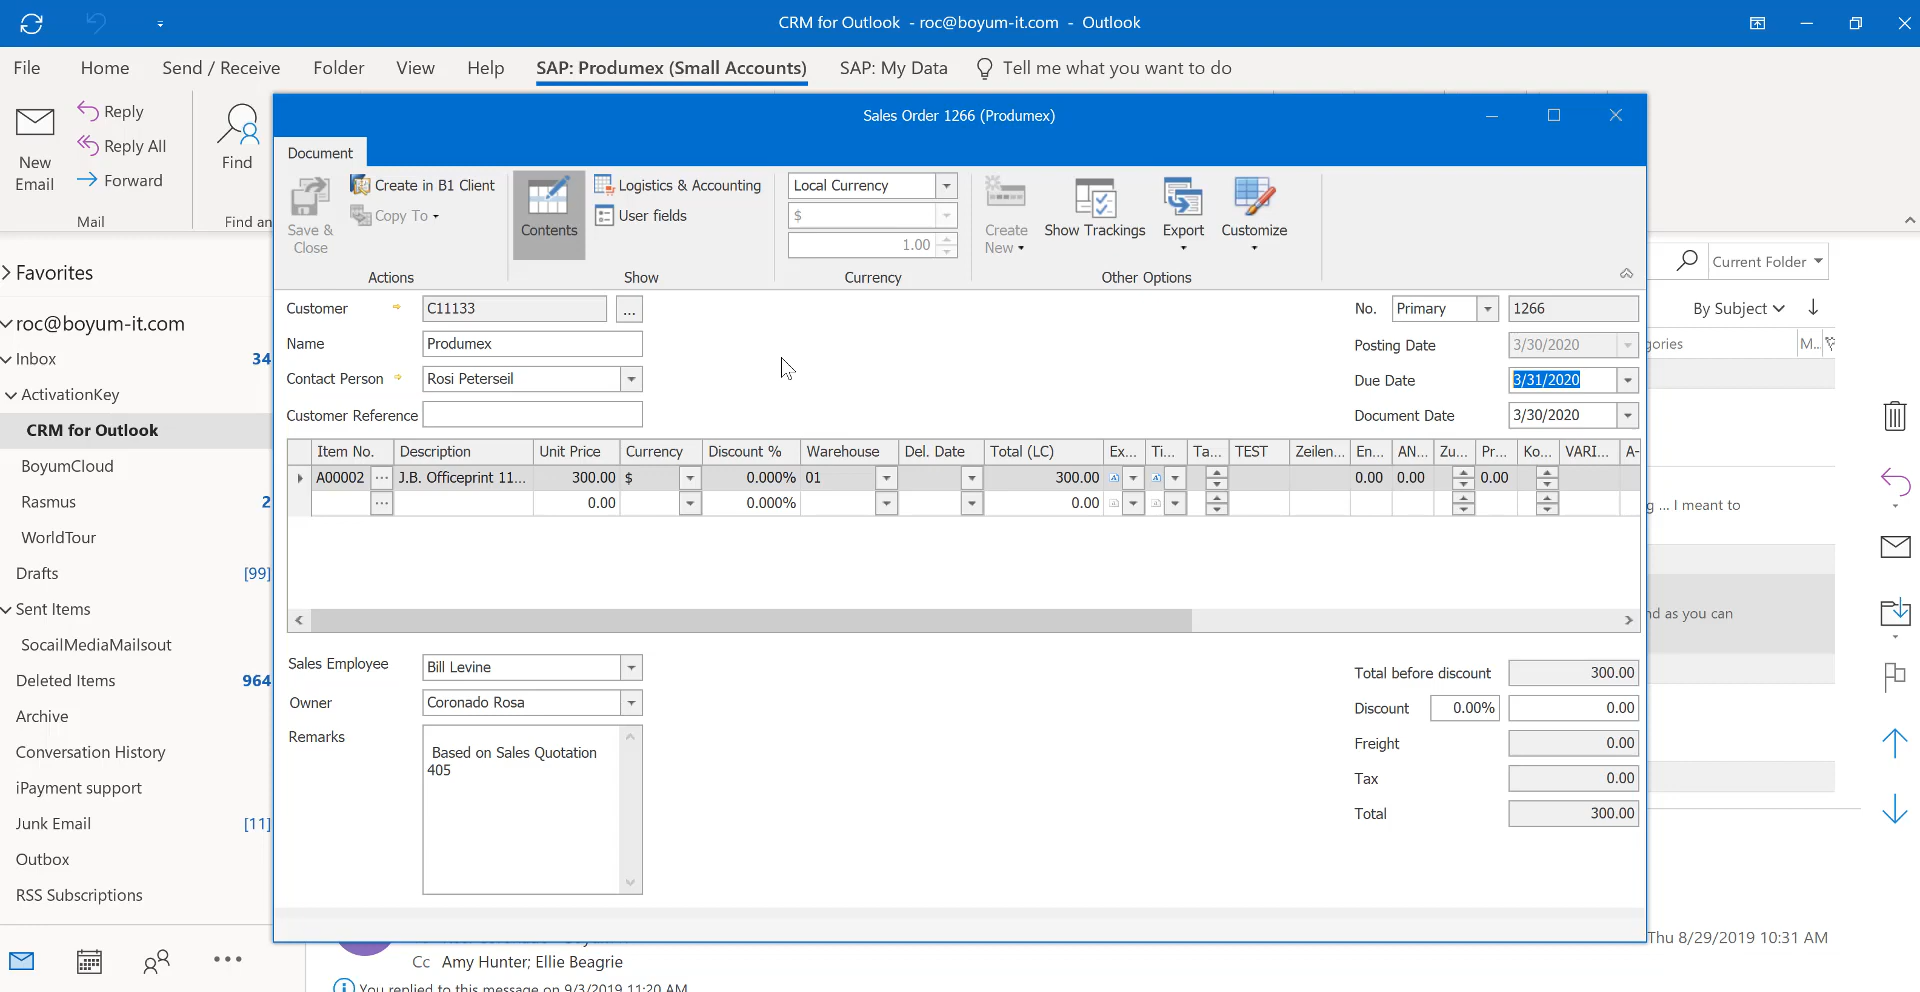 CRM for Outlook - roc@boyum-it.com - Outlook
File Home Send / Receive Folder View Help SAP: Produmex (Small Accounts) SAP: My Data Tell me what you want to do
New Email
Reply
Reply All
Forward
Mail
Find
Find an
Sales Order 1266 (Produmex)
Document
Save & Close
Create in B1 Client
Copy To
Actions
Contents
Logistics & Accounting
User fields
Show
Local Currency
$
1.00
Currency
Create New
Show Trackings
Export
Customize
Other Options
Favorites
roc@boyum-it.com
Inbox 34
ActivationKey
CRM for Outlook
BoyumCloud
Rasmus 2
WorldTour
Drafts [99]
Sent Items
SocailMediaMailsout
Deleted Items 964
Archive
Conversation History
iPayment support
Junk Email [11]
Outbox
RSS Subscriptions
Customer C11133 ...
Name Produmex
Contact Person Rosi Peterseil
Customer Reference
No. Primary 1266
Posting Date 3/30/2020
Due Date 3/31/2020
Document Date 3/30/2020
Item No. Description Unit Price Currency Discount % Warehouse Del. Date Total (LC) Ex... Ti... Ta... TEST Zeilen... En... AN... Zu... Pr... Ko... VARI... A-
A00002 ... J.B. Officeprint 11... 300.00 $ 0.000% 01 300.00 0.00 0.00 0.00
... 0.00 0.000% 0.00
Sales Employee Bill Levine
Owner Coronado Rosa
Remarks
Based on Sales Quotation
405
Total before discount 300.00
Discount 0.00% 0.00
Freight 0.00
Tax 0.00
Total 300.00
Current Folder
By Subject
gories M...
g ... I meant to
nd as you can
Thu 8/29/2019 10:31 AM
Cc Amy Hunter; Ellie Beagrie
You replied to this message on 9/3/2019 11:20 AM